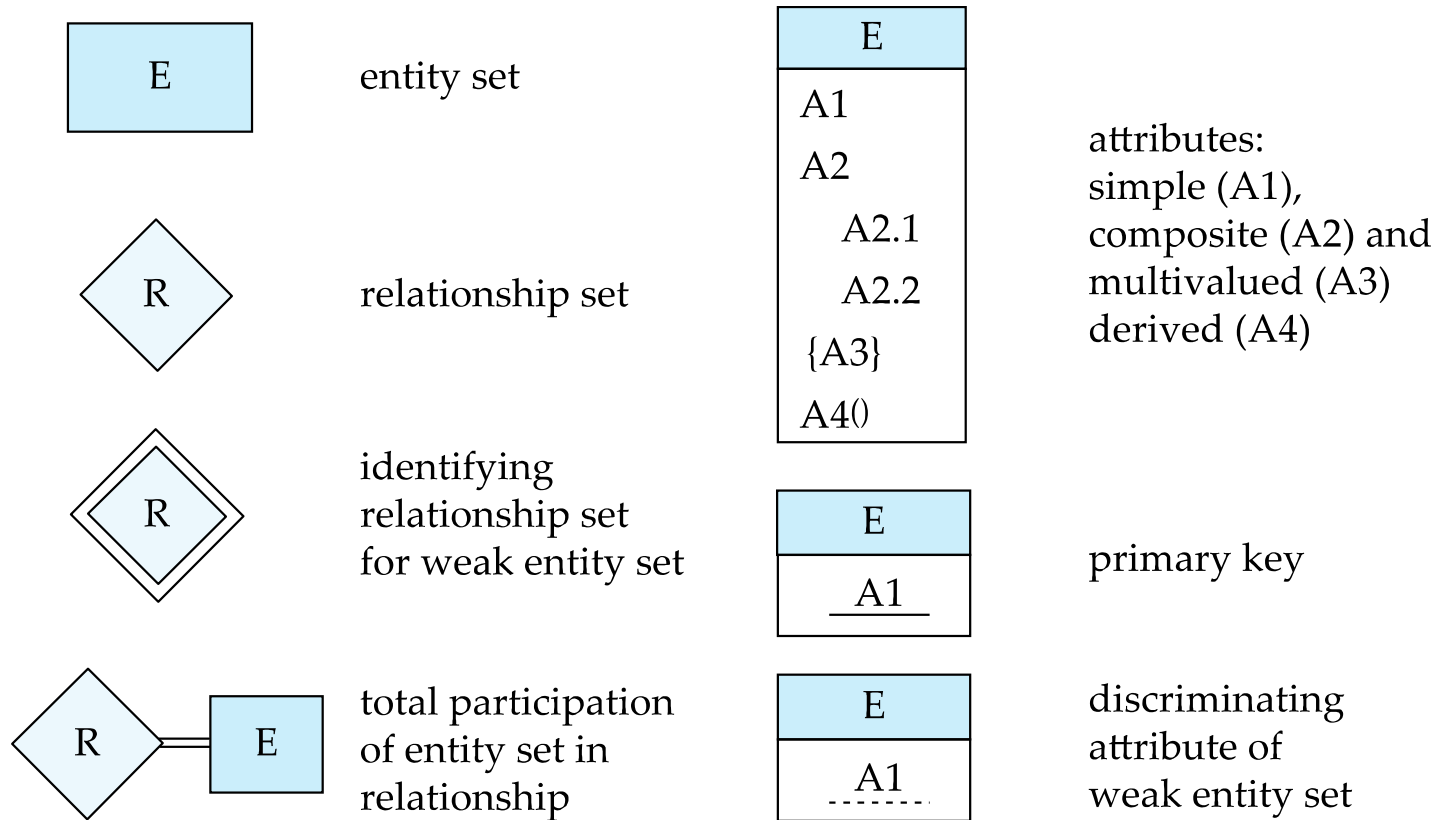 E
entity set
R
relationship set
R
identifying
relationship set
for weak entity set
R
E
total participation
of entity set in
relationship
E
A1
A2
A2.1
A2.2
{A3}
A4()
attributes:
simple (A1),
composite (A2) and
multivalued (A3)
derived (A4)
E
A1
primary key
E
A1
discriminating
attribute of
weak entity set